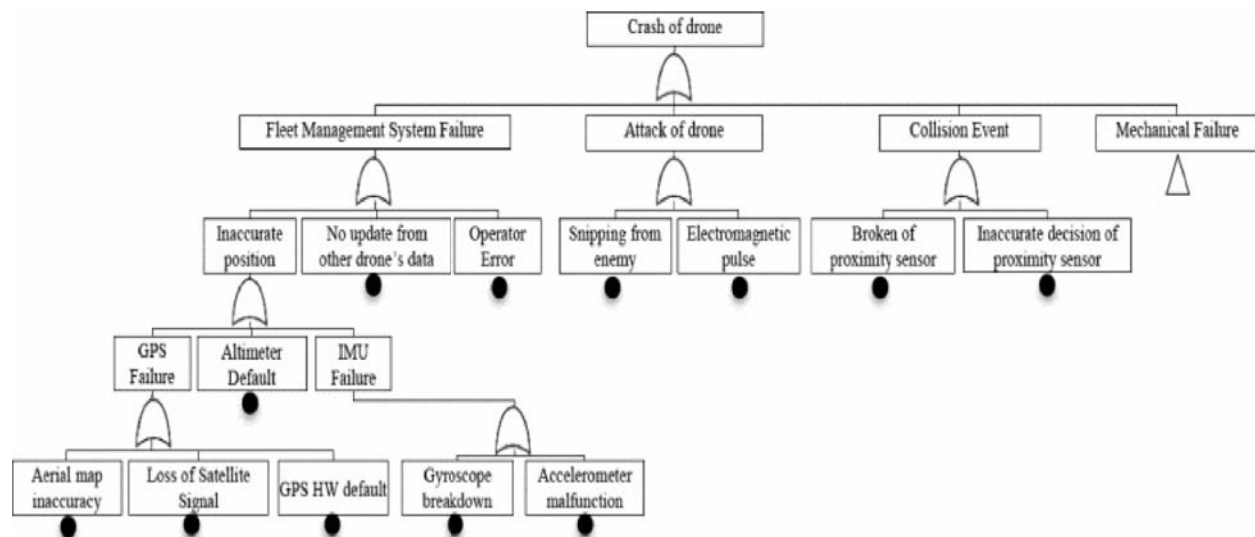 Crash of drone
Fleet Management System Failure
Attack of drone
Collision Event
Mechanical Failure
Inaccurate
position
No update from
other drone's data
Operator
Error
Snipping from
enemy
Electromagnetic
pulse
Broken of
proximity sensor
Inaccurate decision of
proximity sensor
GPS
Failure
Altimeter
Default
IMU
Failure
Aerial map
inaccuracy
Loss of Satellite
Signal
GPS HW default
Gyroscope
breakdown
Accelerometer
malfunction